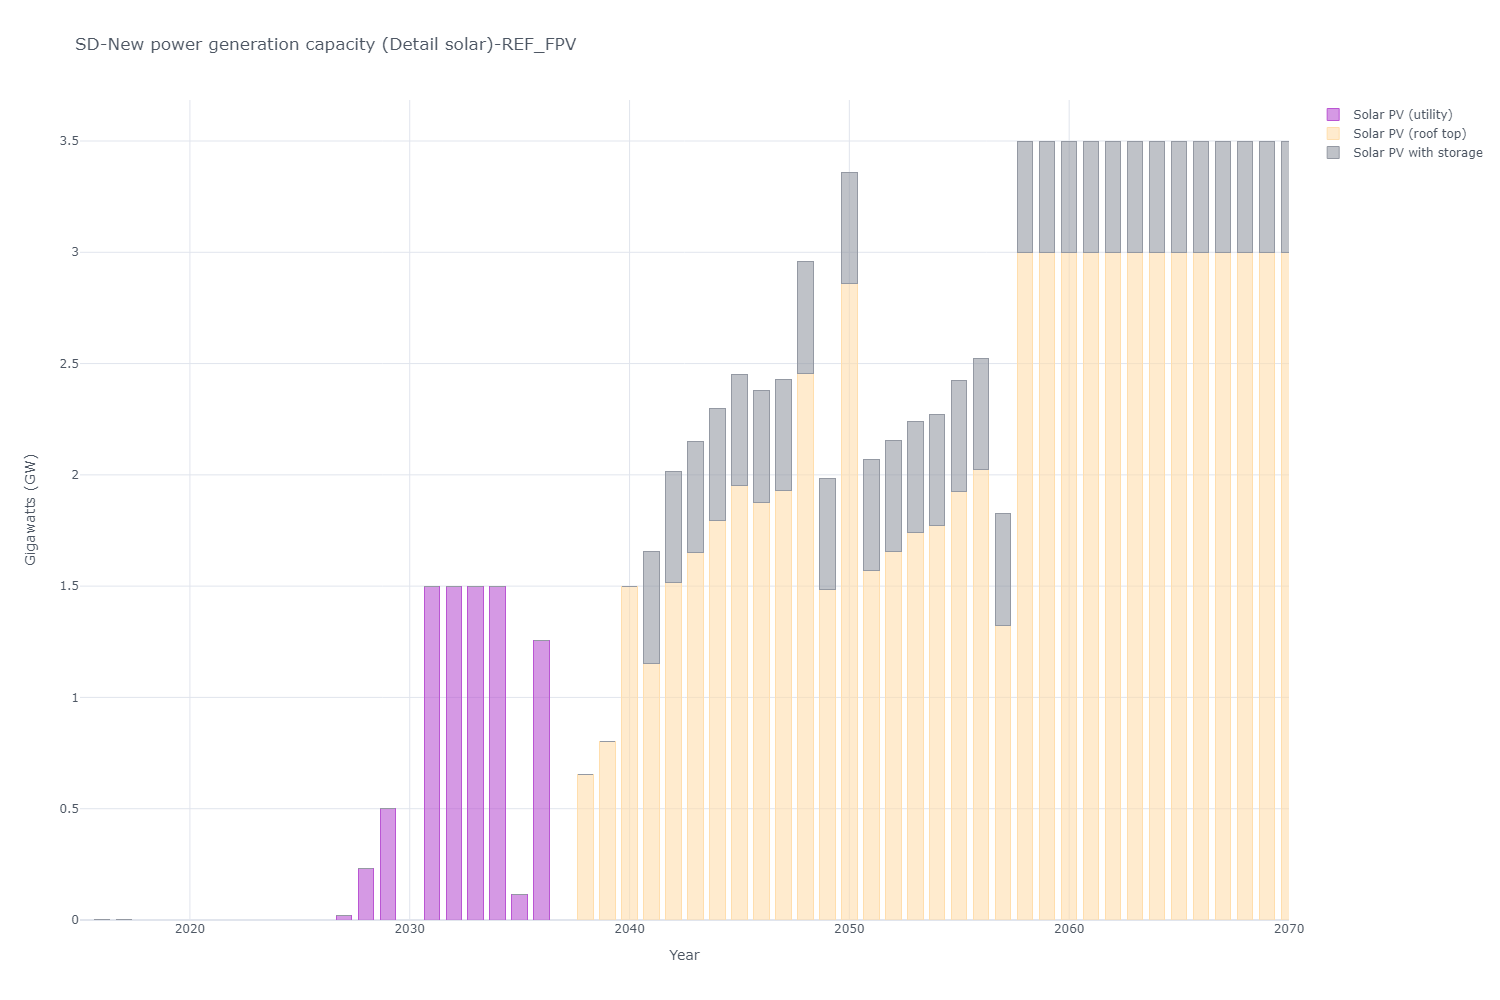 SD-New power generation capacity (Detail solar)-REF_FPV
Solar PV (utility)
Solar PV (roof top)
Solar PV with storage
3.5
3
2.5
2
1.5
1
0.5
0
Gigawatts (GW)
2020
2030
2040
2050
2060
2070
Year